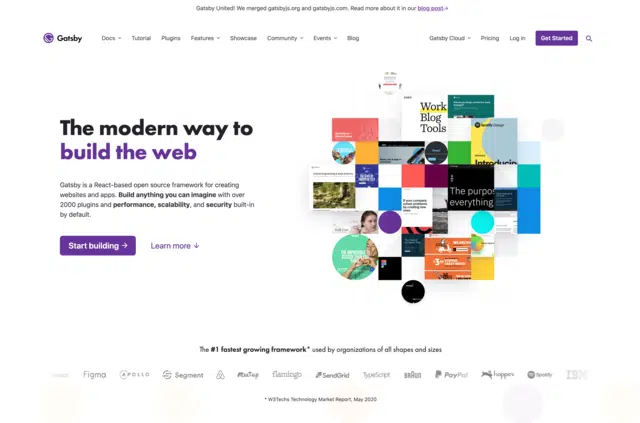 Gatsby United! We merged gatsbyjs.org and gatsbyjs.com. Read more about it in our blog post→
Gatsby Docs Tutorial Plugins Features Showcase Community Events Blog Gatsby Cloud Pricing Log in Get Started
The modern way to
build the web
Gatsby is a React-based open source framework for creating
websites and apps. Build anything you can imagine with over
2000 plugins and performance, scalability, and security built-in
by default.
Start building → Learn more ↓
Work
Blog
Tools
Spotify Design
Introducing
The purpos
everything
The #1 fastest growing framework* used by organizations of all shapes and sizes
Figma APOLLO Segment flamingo SendGrid TypeScript BRAUN PayPal Spotify IBM
* W3Techs Technology Market Report, May 2020